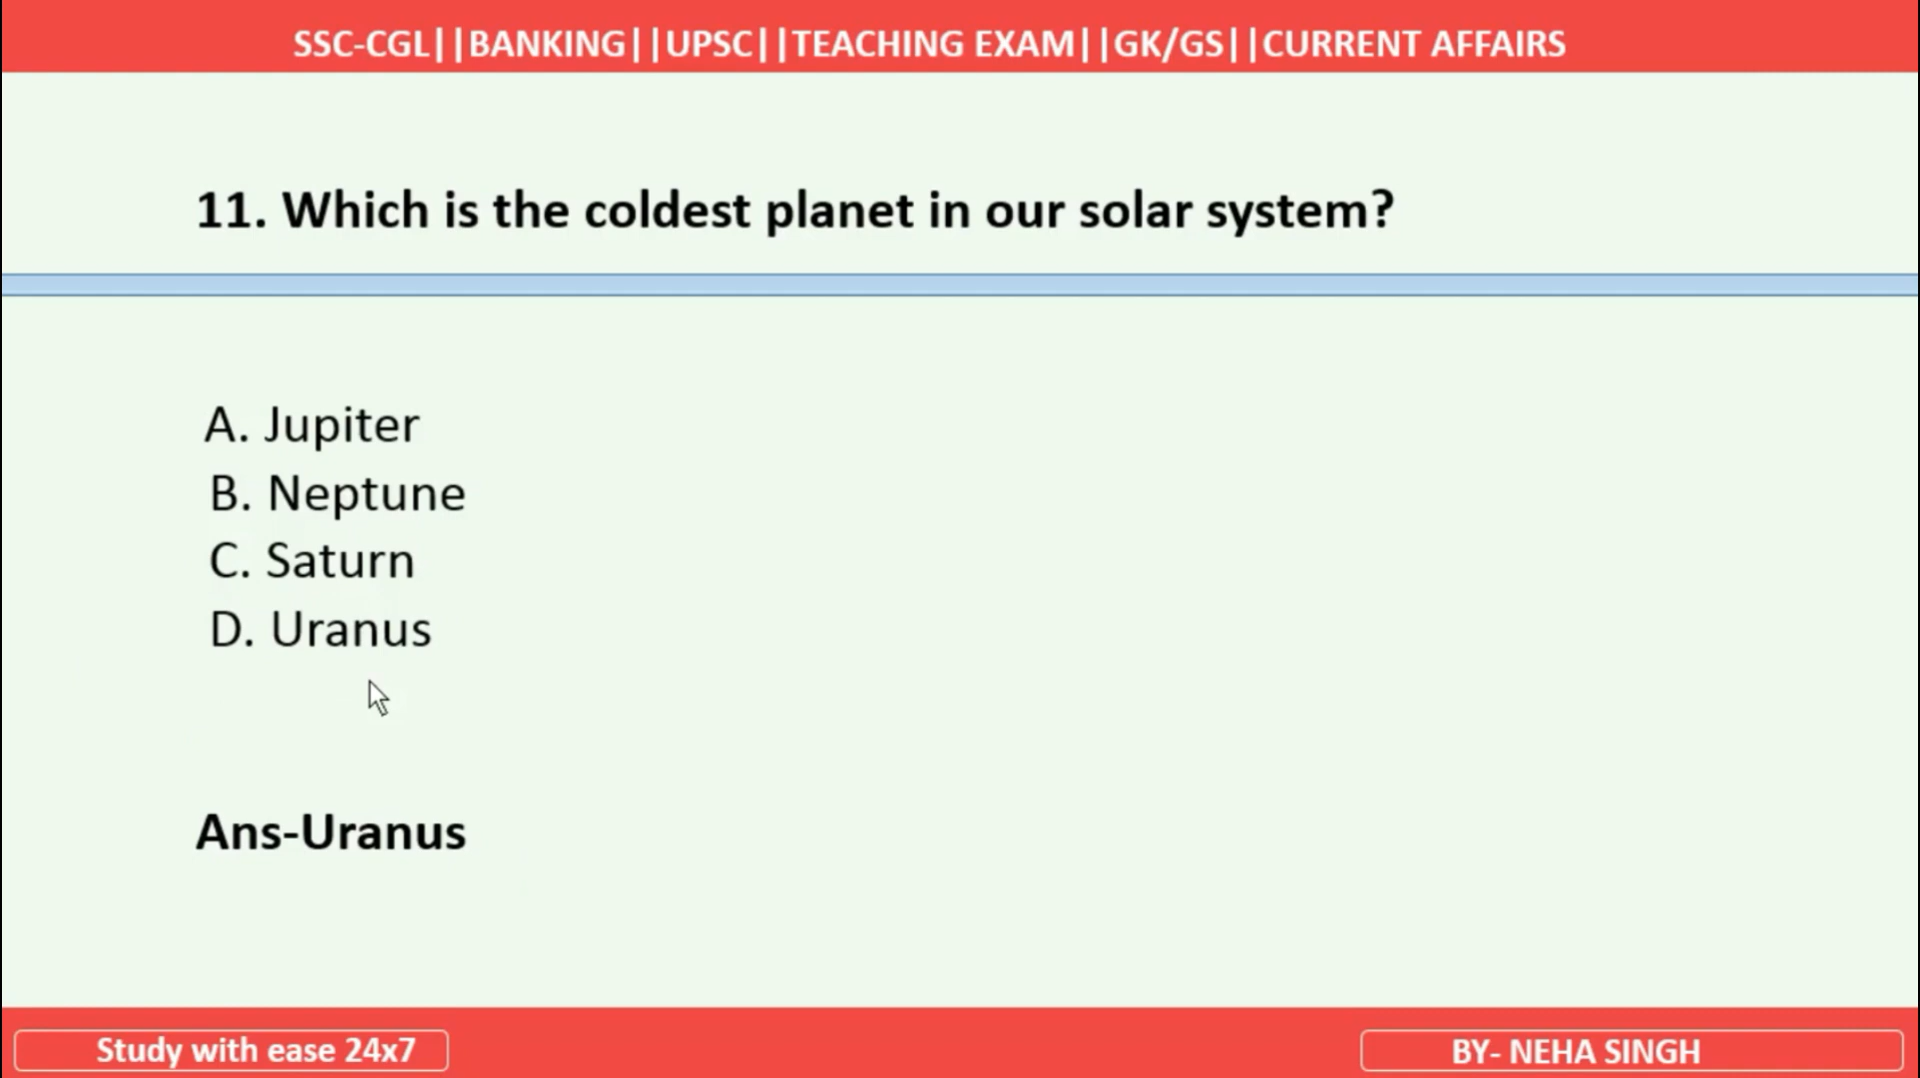 SSC-CGL||BANKING||UPSC||TEACHING EXAM||GK/GS||CURRENT AFFAIRS
11. Which is the coldest planet in our solar system?
A. Jupiter
B. Neptune
C. Saturn
D. Uranus
Ans-Uranus
Study with ease 24x7
BY- NEHA SINGH